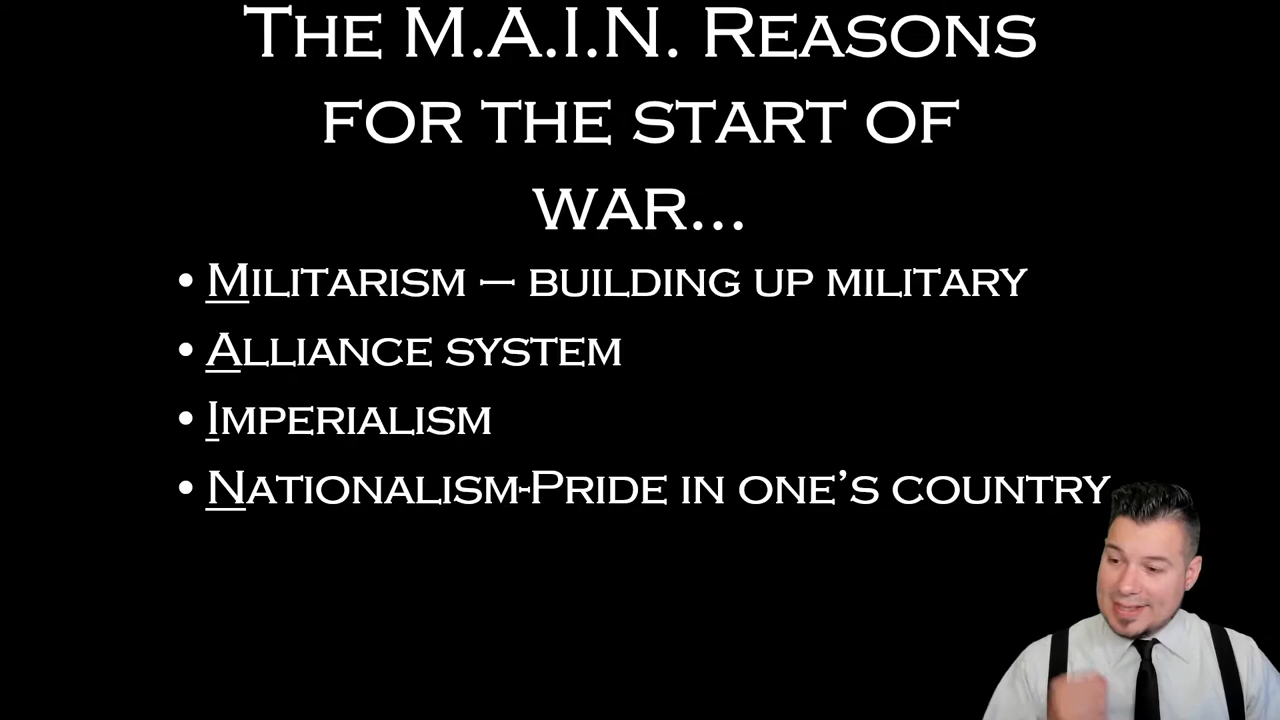 The M.A.I.N. Reasons
for the start of
war...
• Militarism – building up military
• Alliance system
• Imperialism
• Nationalism-Pride in one's country